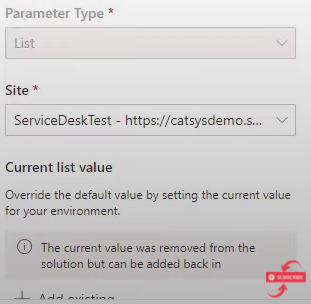 Parameter Type *
List
Site *
ServiceDeskTest - https://catsysdemo.s...
Current list value
Override the default value by setting the current value
for your environment.
The current value was removed from the
solution but can be added back in
SUBSCRIBE
Add existing